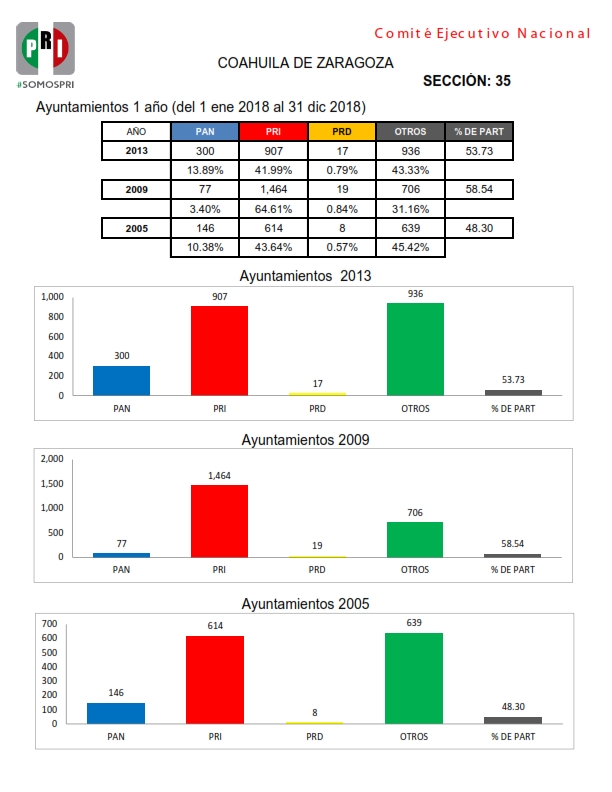 Comité Ejecutivo Nacional
PRI
#SOMOSPRI
COAHUILA DE ZARAGOZA
SECCIÓN: 35
Ayuntamientos 1 año (del 1 ene 2018 al 31 dic 2018)
AÑO PAN PRI PRD OTROS % DE PART
2013 300 907 17 936 53.73
13.89% 41.99% 0.79% 43.33%
2009 77 1,464 19 706 58.54
3.40% 64.61% 0.84% 31.16%
2005 146 614 8 639 48.30
10.38% 43.64% 0.57% 45.42%
Ayuntamientos 2013
1,000
800
600
400
200
0
300 907 17 936 53.73
PAN PRI PRD OTROS % DE PART
Ayuntamientos 2009
2,000
1,500
1,000
500
0
77 1,464 19 706 58.54
PAN PRI PRD OTROS % DE PART
Ayuntamientos 2005
700
600
500
400
300
200
100
0
146 614 8 639 48.30
PAN PRI PRD OTROS % DE PART